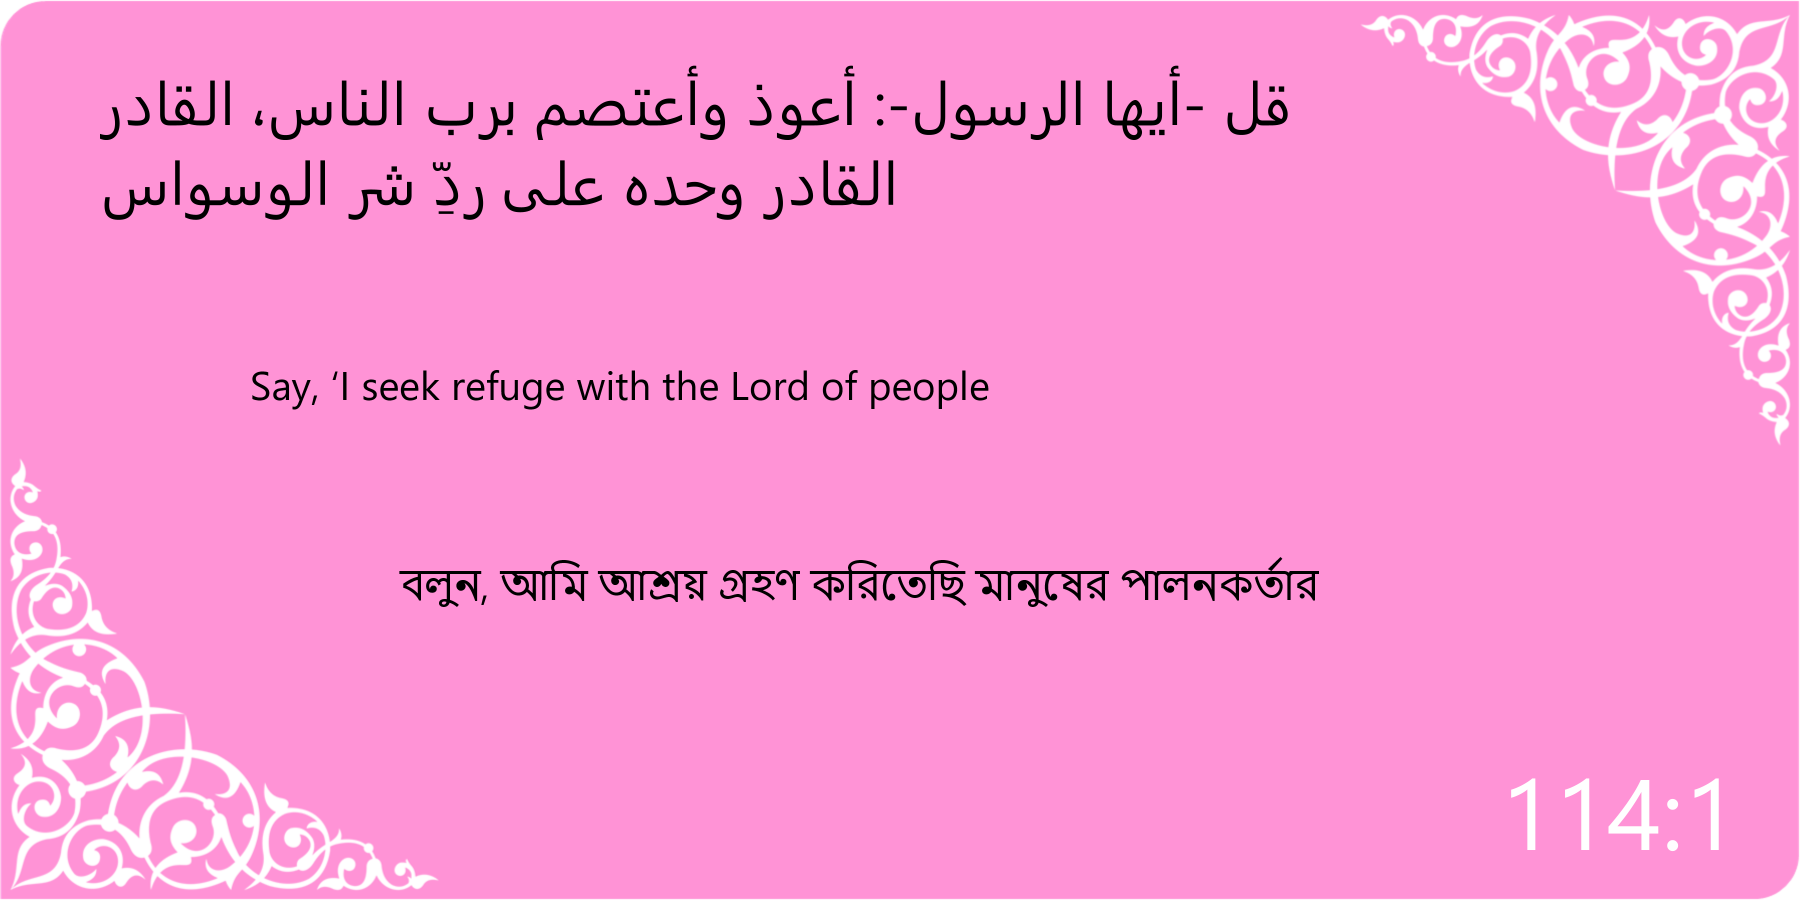 قل -أيها الرسول-: أعوذ وأعتصم برب الناس، القادر
القادر وحده على ردِّ شر الوسواس
Say, ‘I seek refuge with the Lord of people
বলুন, আমি আশ্রয় গ্রহণ করিতেছি মানুষের পালনকর্তার
114:1